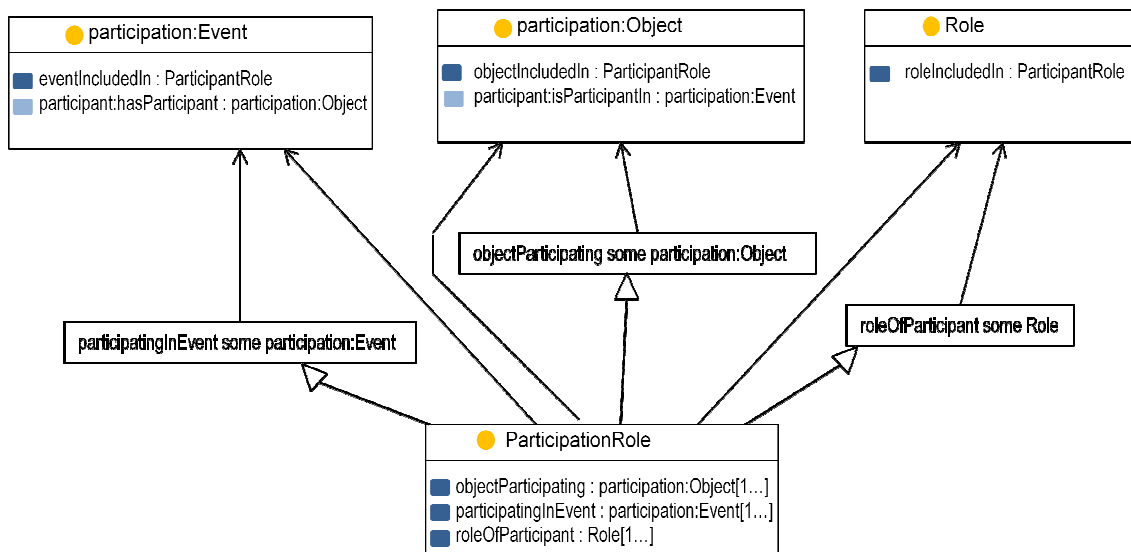 participation:Event
eventIncludedIn : ParticipantRole
participant:hasParticipant : participation:Object
participation:Object
objectIncludedIn : ParticipantRole
participant:isParticipantIn : participation:Event
Role
roleIncludedIn : ParticipantRole
objectParticipating some participation:Object
participatingInEvent some participation:Event
roleOfParticipant some Role
ParticipationRole
objectParticipating : participation:Object[1...]
participatingInEvent : participation:Event[1...]
roleOfParticipant : Role[1...]